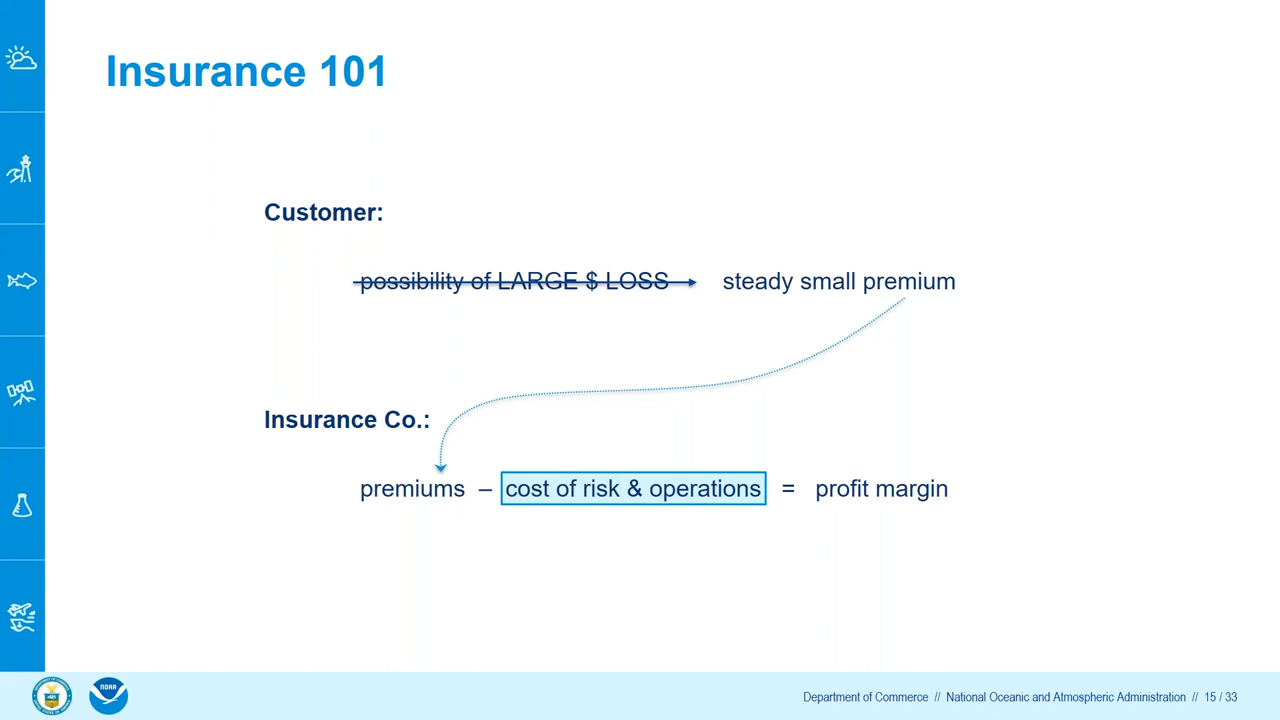 Insurance 101
Customer:
possibility of LARGE $ LOSS steady small premium
Insurance Co.:
premiums – cost of risk & operations = profit margin
NOAA
Department of Commerce // National Oceanic and Atmospheric Administration // 15 / 33